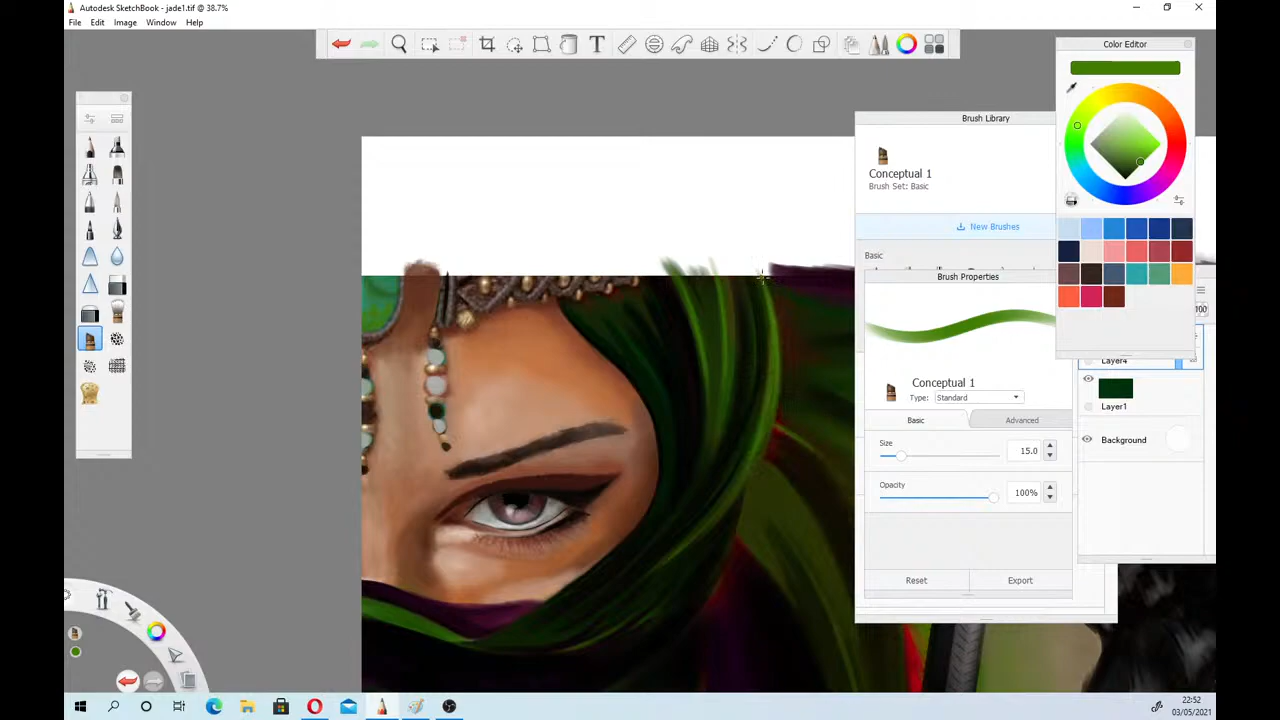 Autodesk SketchBook - jade1.tif @ 38.7%
File Edit Image Window Help
T
Color Editor
Brush Library
Conceptual 1
Brush Set: Basic
New Brushes
Basic
Brush Properties
Conceptual 1
Type: Standard
Basic Advanced
Size 15.0
Opacity 100%
Reset Export
100
Layer4
Layer1
Background
22:52
03/05/2021